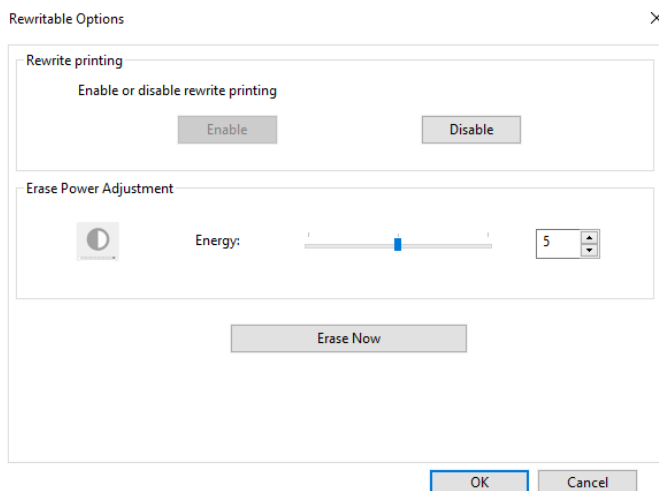 Rewritable Options
Rewrite printing
Enable or disable rewrite printing
Enable Disable
Erase Power Adjustment
Energy: 5
Erase Now
OK Cancel